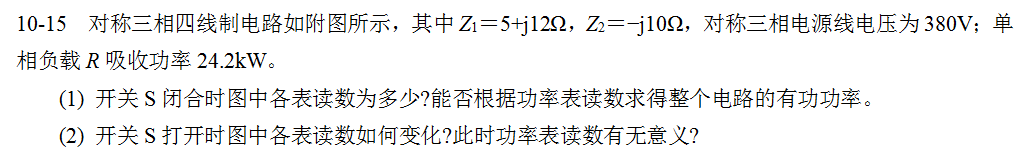 10-15 对称三相四线制电路如附图所示，其中 Z₁＝5+j12Ω，Z₂＝−j10Ω，对称三相电源线电压为 380V；单
相负载 R 吸收功率 24.2kW。
(1) 开关 S 闭合时图中各表读数为多少?能否根据功率表读数求得整个电路的有功功率。
(2) 开关 S 打开时图中各表读数如何变化?此时功率表读数有无意义?